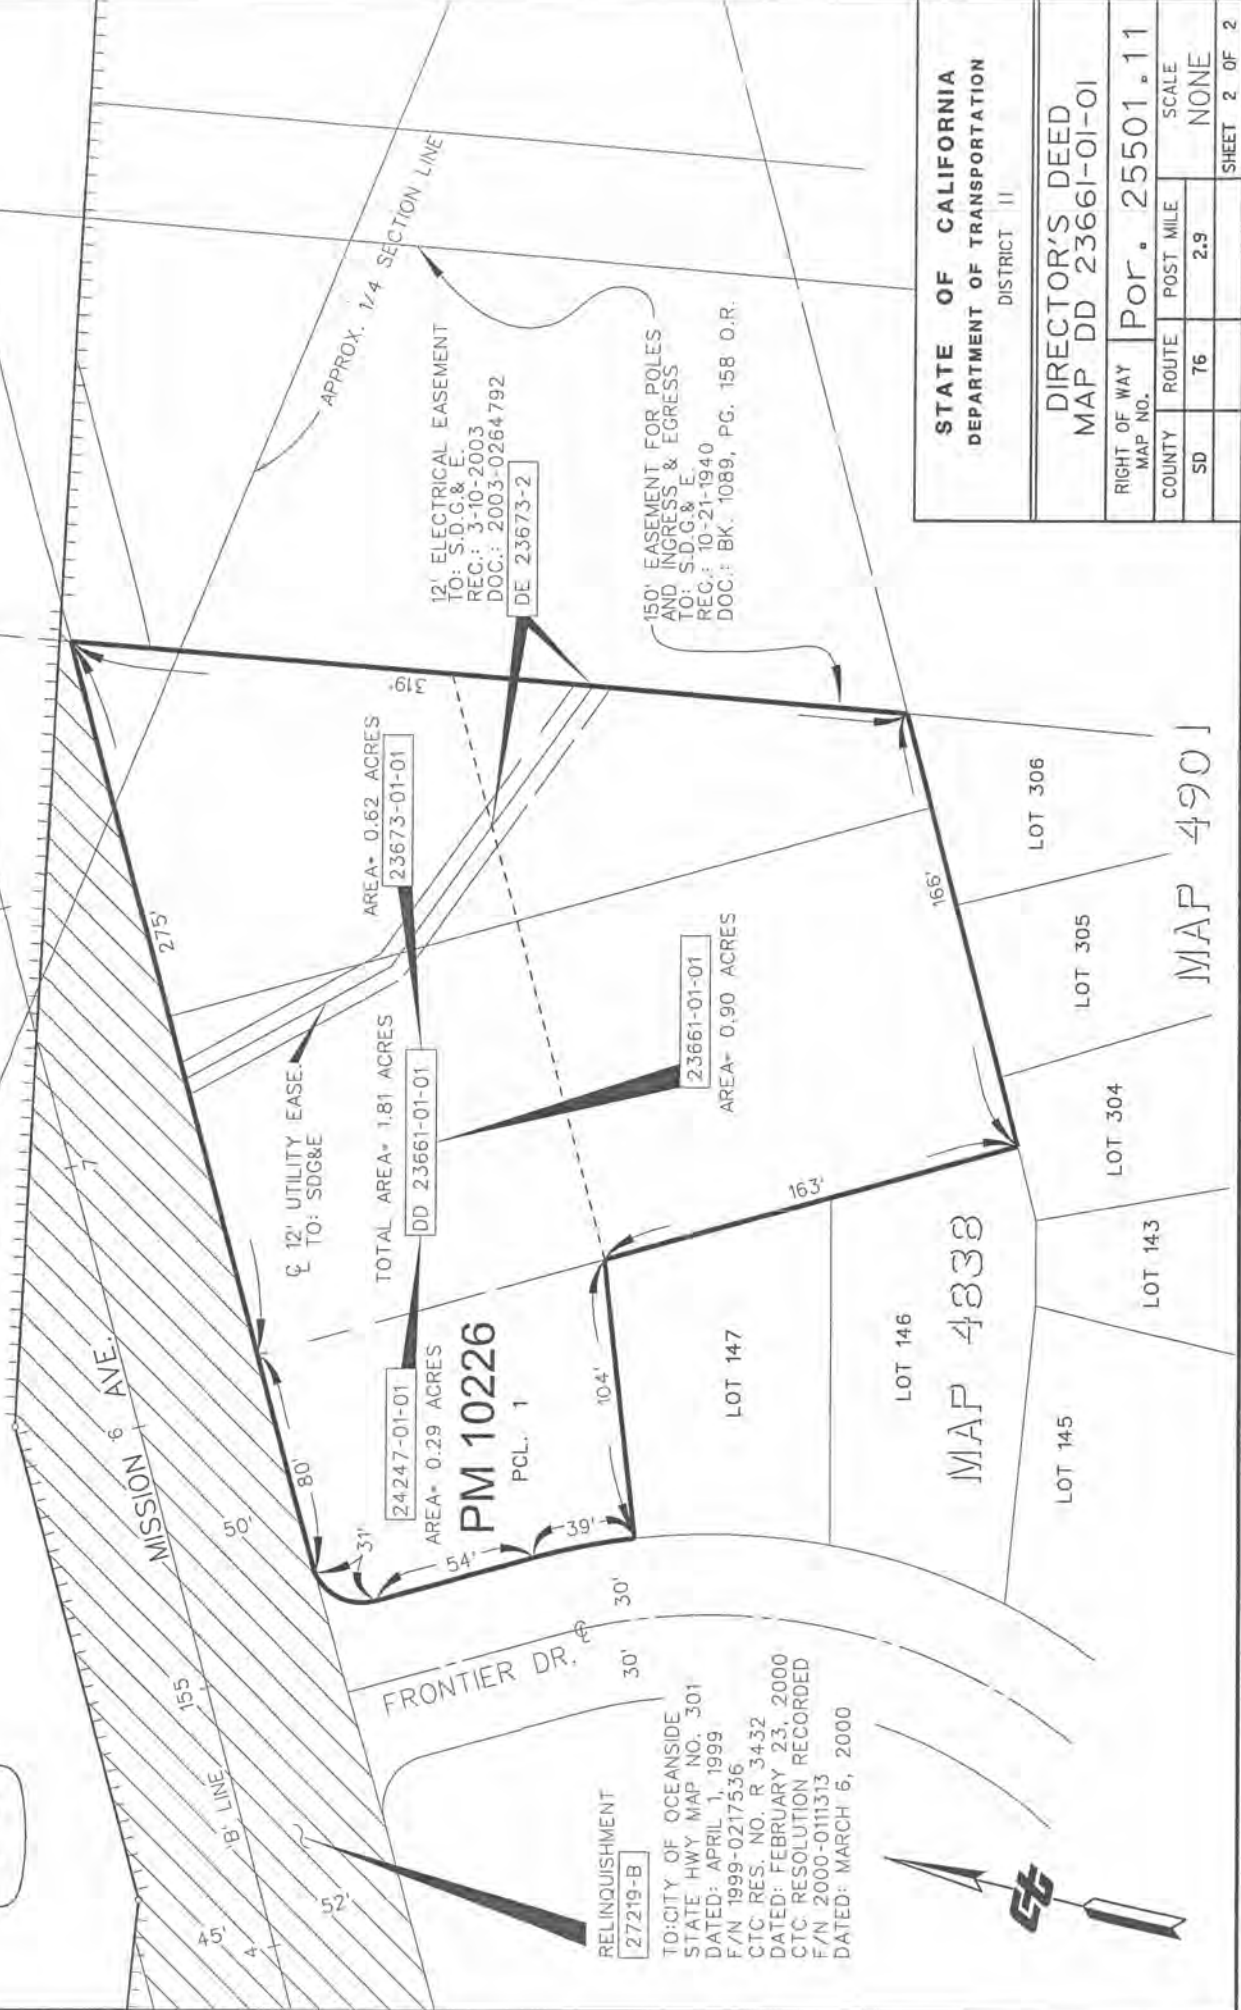 APPROX. 1/4 SECTION LINE
12' ELECTRICAL EASEMENT
TO: S.D.G.& E.
REC.: 3-10-2003
DOC.: 2003-0264792
DE 23673-2
150' EASEMENT FOR POLES
AND INGRESS & EGRESS
TO: S.D.G.& E.
REC.: 10-21-1940
DOC.: BK. 1089, PG. 158 O.R.
319'
275'
AREA= 0.62 ACRES
23673-01-01
℄ 12' UTILITY EASE.
TO: SDG&E
TOTAL AREA= 1.81 ACRES
DD 23661-01-01
23661-01-01
AREA= 0.90 ACRES
166'
163'
104'
24247-01-01
AREA= 0.29 ACRES
PM 10226
PCL. 1
80'
31'
54'
39'
MISSION AVE.
6
7
50'
155
'B' LINE
52'
45'
4
FRONTIER DR. ℄
30'
30'
LOT 306
LOT 305
LOT 304
LOT 143
LOT 147
LOT 146
LOT 145
MAP 4901
MAP 4838
RELINQUISHMENT
27219-B
TO:CITY OF OCEANSIDE
STATE HWY MAP NO. 301
DATED: APRIL 1, 1999
F/N 1999-0217536
CTC RES. NO. R 3432
DATED: FEBRUARY 23, 2000
CTC RESOLUTION RECORDED
F/N 2000-0111313
DATED: MARCH 6, 2000
ct
STATE OF CALIFORNIA
DEPARTMENT OF TRANSPORTATION
DISTRICT 11
DIRECTOR'S DEED
MAP DD 23661-01-01
RIGHT OF WAY
MAP NO.
Por. 25501.11
COUNTY ROUTE POST MILE SCALE
SD 76 2.9 NONE
SHEET 2 OF 2